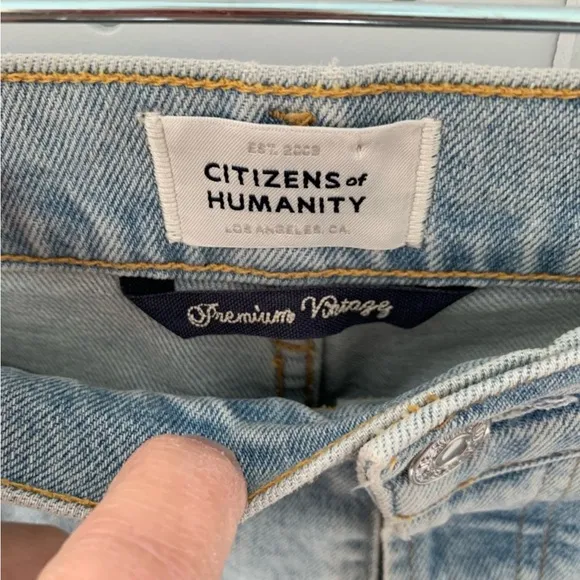 EST. 2003
CITIZENS of
HUMANITY
LOS ANGELES, CA.
Premium Vintage